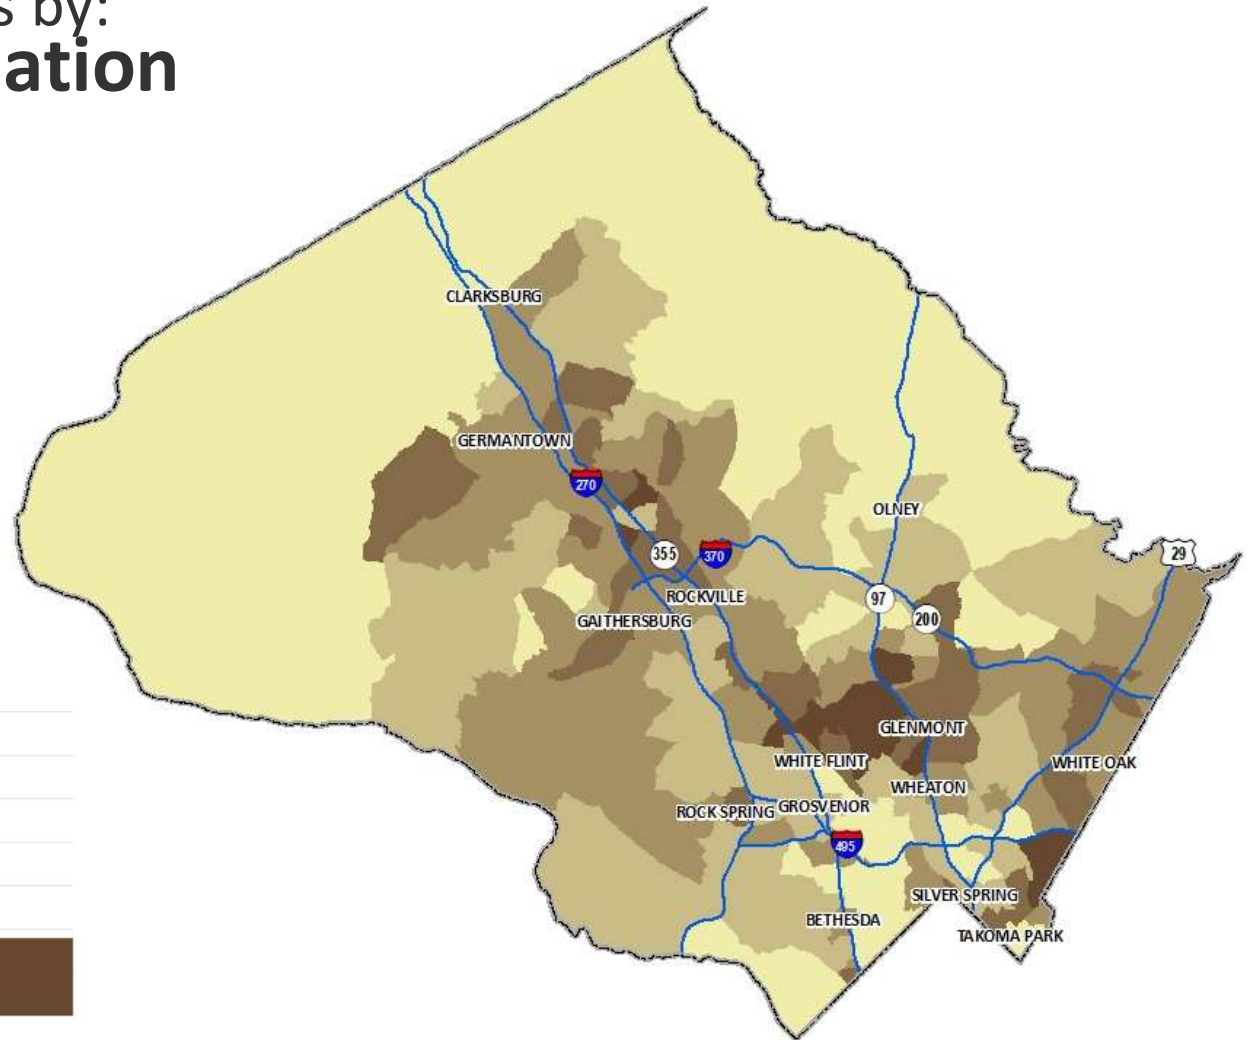 s by:
ation
CLARKSBURG
GERMANTOWN
270
OLNEY
355
370
29
ROCKVILLE
97
200
GAITHERSBURG
GLENMONT
WHITE FLINT
WHITE OAK
WHEATON
ROCK SPRING
GROSVENOR
495
SILVER SPRING
BETHESDA
TAKOMA PARK